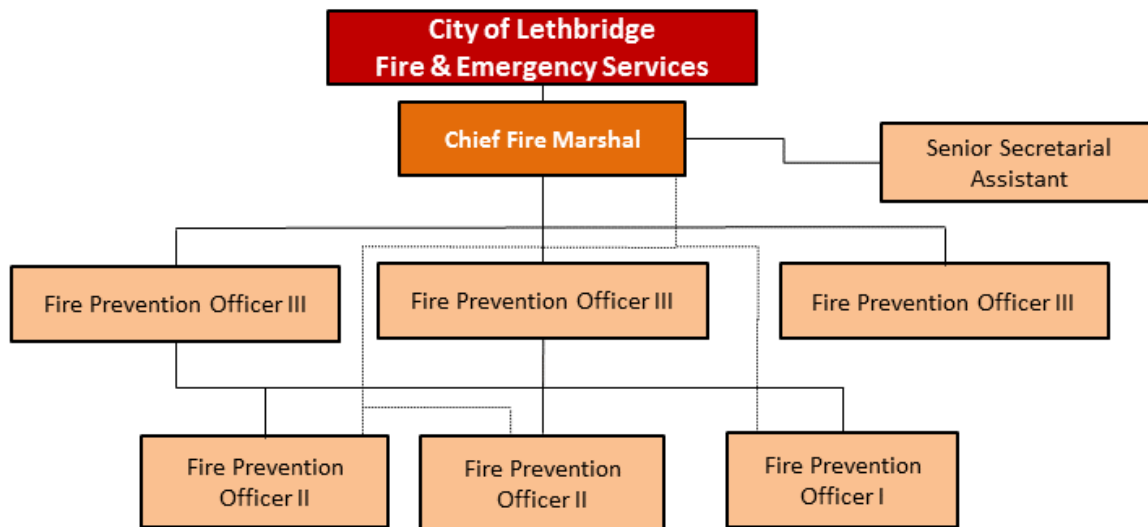 City of Lethbridge
Fire & Emergency Services
Chief Fire Marshal
Senior Secretarial
Assistant
Fire Prevention Officer III
Fire Prevention Officer III
Fire Prevention Officer III
Fire Prevention
Officer II
Fire Prevention
Officer II
Fire Prevention
Officer I